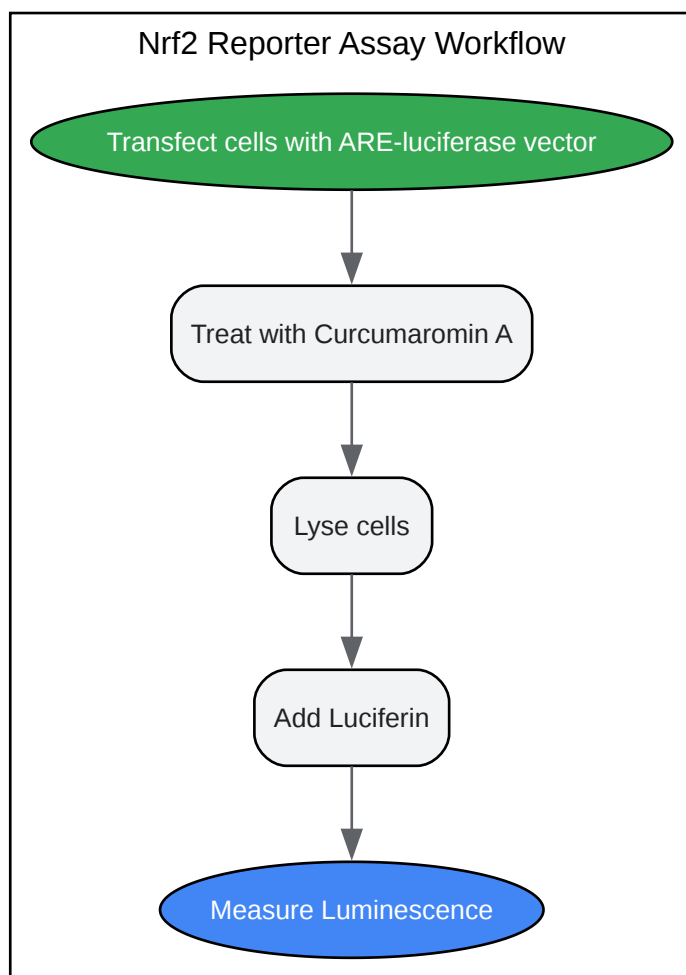 Nrf2 Reporter Assay Workflow
Transfect cells with ARE-luciferase vector
Treat with Curcumaromin A
Lyse cells
Add Luciferin
Measure Luminescence